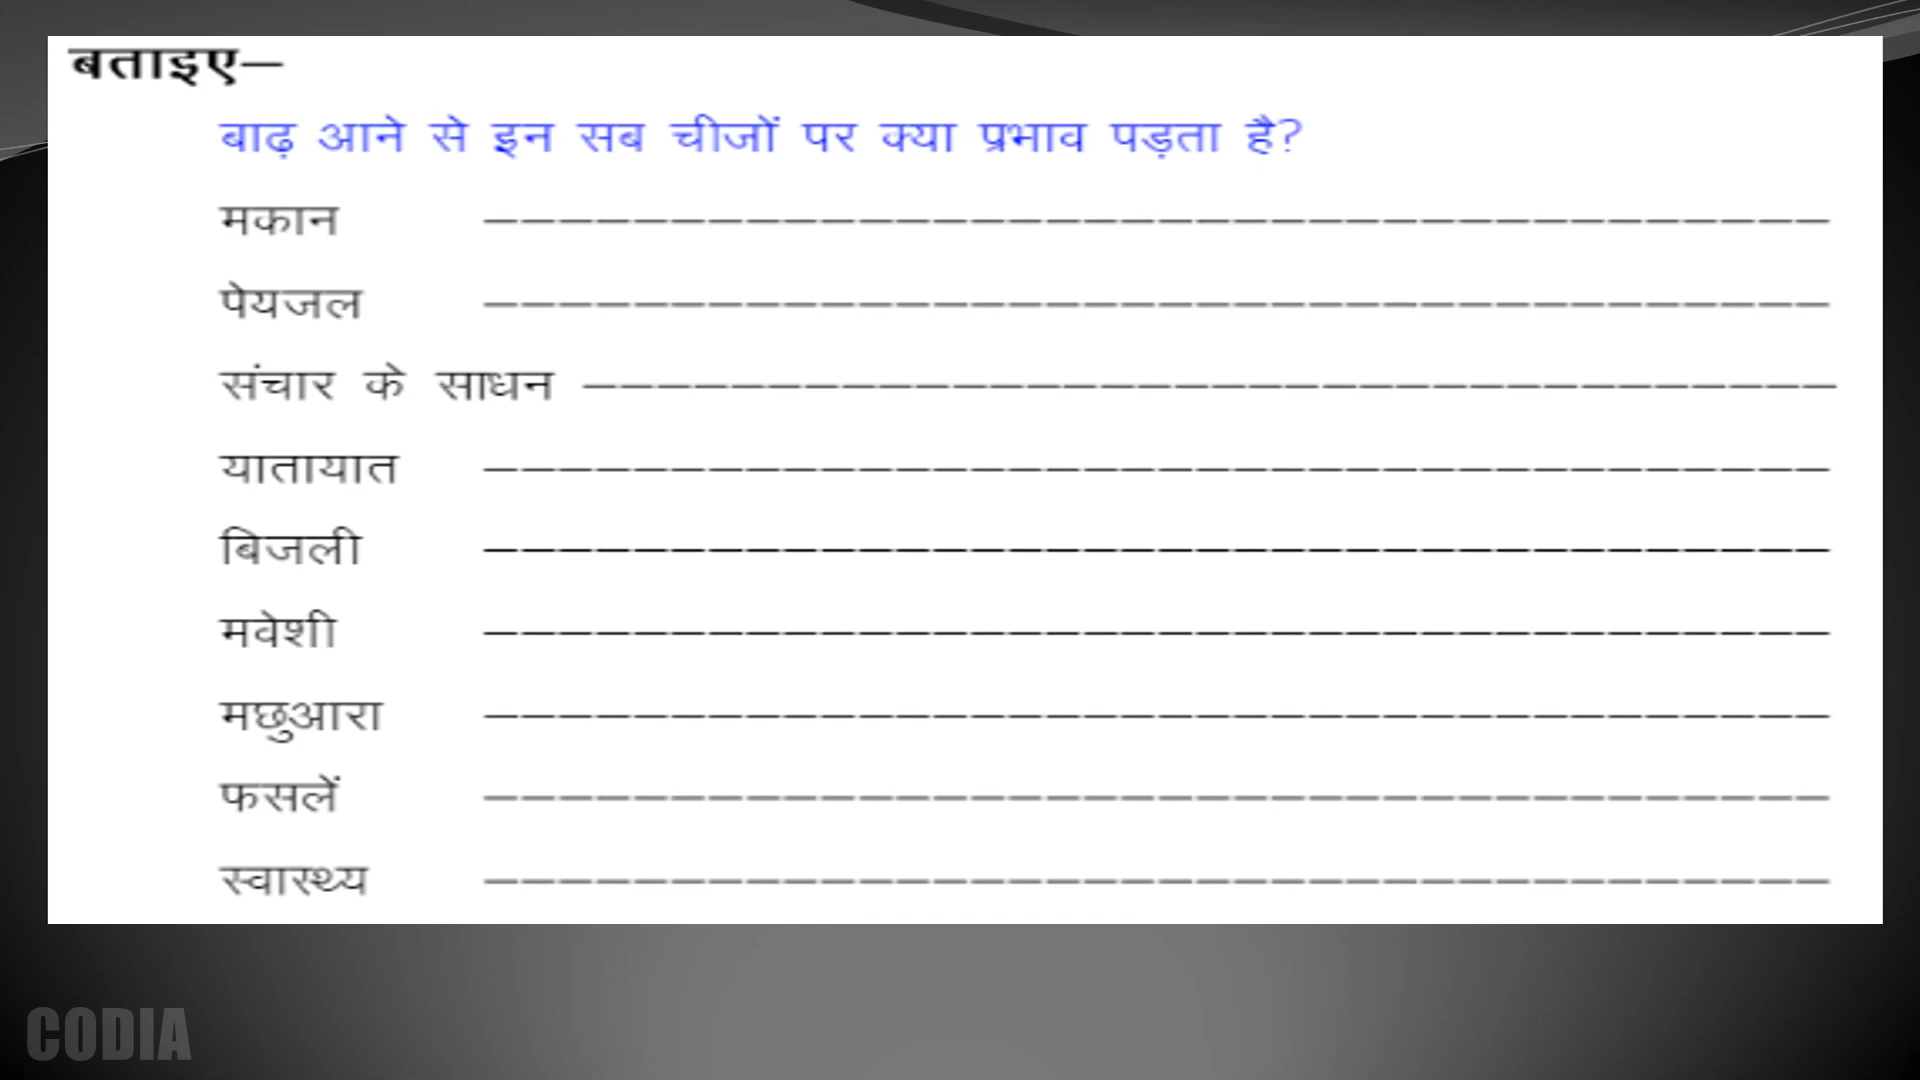 बताइए—
बाढ़ आने से इन सब चीजों पर क्या प्रभाव पड़ता है?
मकान ————————————————————————————————————
पेयजल ————————————————————————————————————
संचार के साधन ——————————————————————————————————
यातायात ————————————————————————————————————
बिजली ————————————————————————————————————
मवेशी ————————————————————————————————————
मछुआरा ————————————————————————————————————
फसलें ————————————————————————————————————
स्वास्थ्य ————————————————————————————————————
CODIA